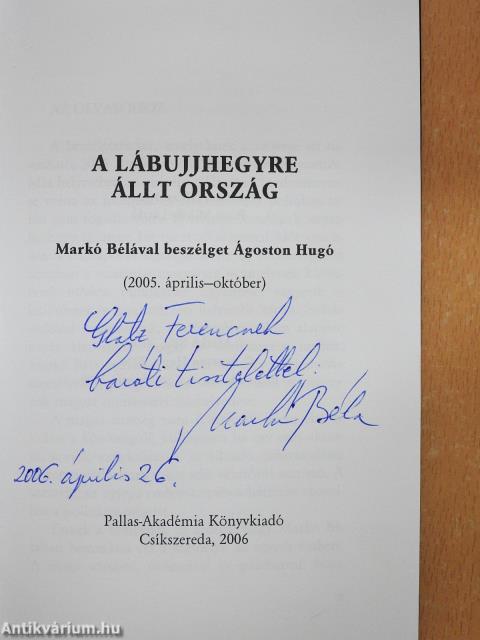 A LÁBUJJHEGYRE
ÁLLT ORSZÁG
Markó Bélával beszélget Ágoston Hugó
(2005. április–október)
Glatz Ferencnek
baráti tisztelettel:
Markó Béla
2006. április 26.
Pallas-Akadémia Könyvkiadó
Csíkszereda, 2006
Antikvárium.hu